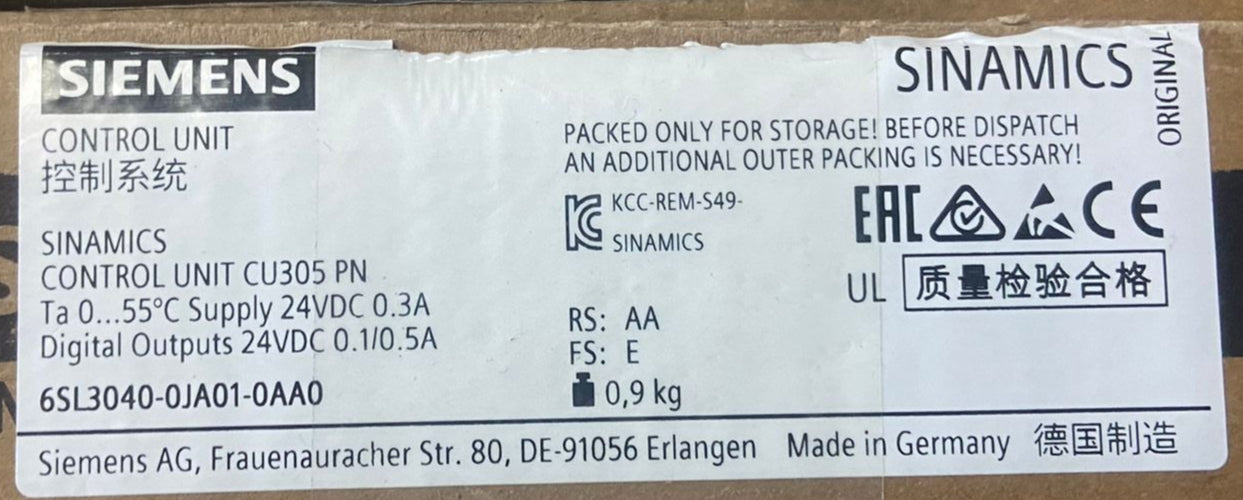 SIEMENS
SINAMICS
ORIGINAL
CONTROL UNIT
控制系统
PACKED ONLY FOR STORAGE! BEFORE DISPATCH
AN ADDITIONAL OUTER PACKING IS NECESSARY!
KCC-REM-S49-
SINAMICS
EAC
CE
UL
质量检验合格
SINAMICS
CONTROL UNIT CU305 PN
Ta 0...55°C Supply 24VDC 0.3A
Digital Outputs 24VDC 0.1/0.5A
RS: AA
FS: E
0,9 kg
6SL3040-0JA01-0AA0
Siemens AG, Frauenauracher Str. 80, DE-91056 Erlangen Made in Germany 德国制造